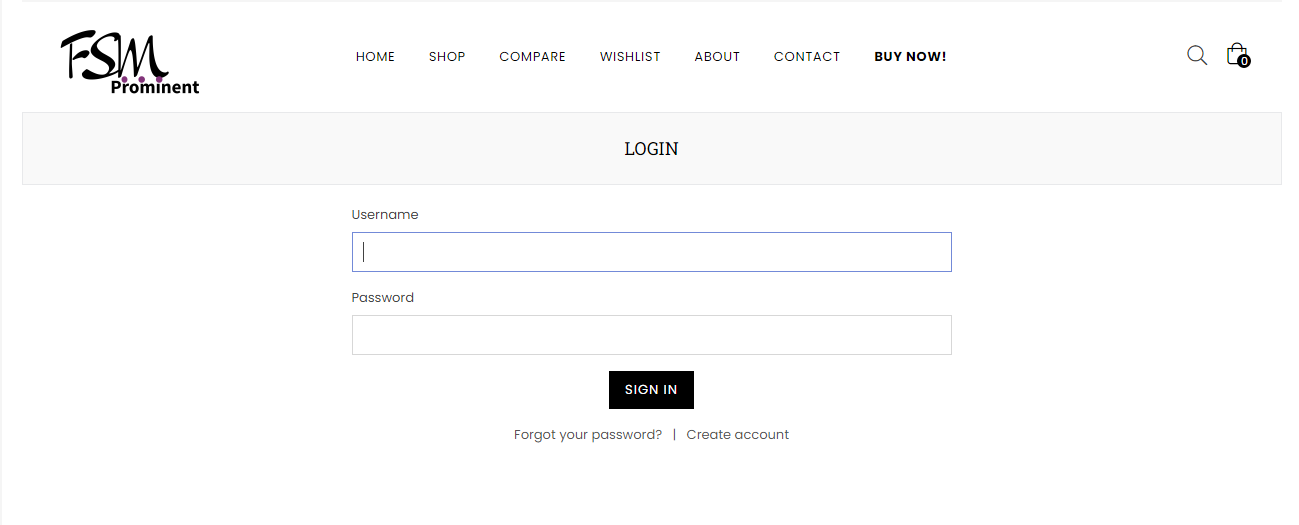 FSM
Prominent
HOME SHOP COMPARE WISHLIST ABOUT CONTACT BUY NOW!
0
LOGIN
Username
Password
SIGN IN
Forgot your password? | Create account